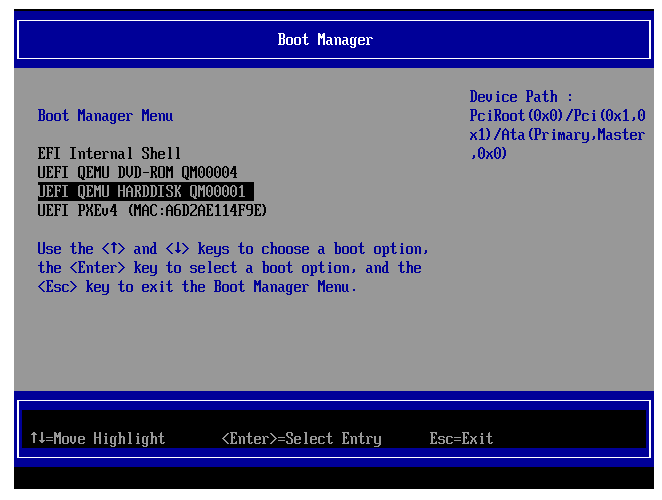 Boot Manager
Device Path :
Boot Manager Menu
PciRoot(0x0)/Pci(0x1,0
x1)/Ata(Primary,Master
,0x0)
EFI Internal Shell
UEFI QEMU DVD-ROM QM00004
UEFI QEMU HARDDISK QM00001
UEFI PXEv4 (MAC:A6D2AE114F9E)
Use the <↑> and <↓> keys to choose a boot option,
the <Enter> key to select a boot option, and the
<Esc> key to exit the Boot Manager Menu.
↑↓=Move Highlight <Enter>=Select Entry Esc=Exit